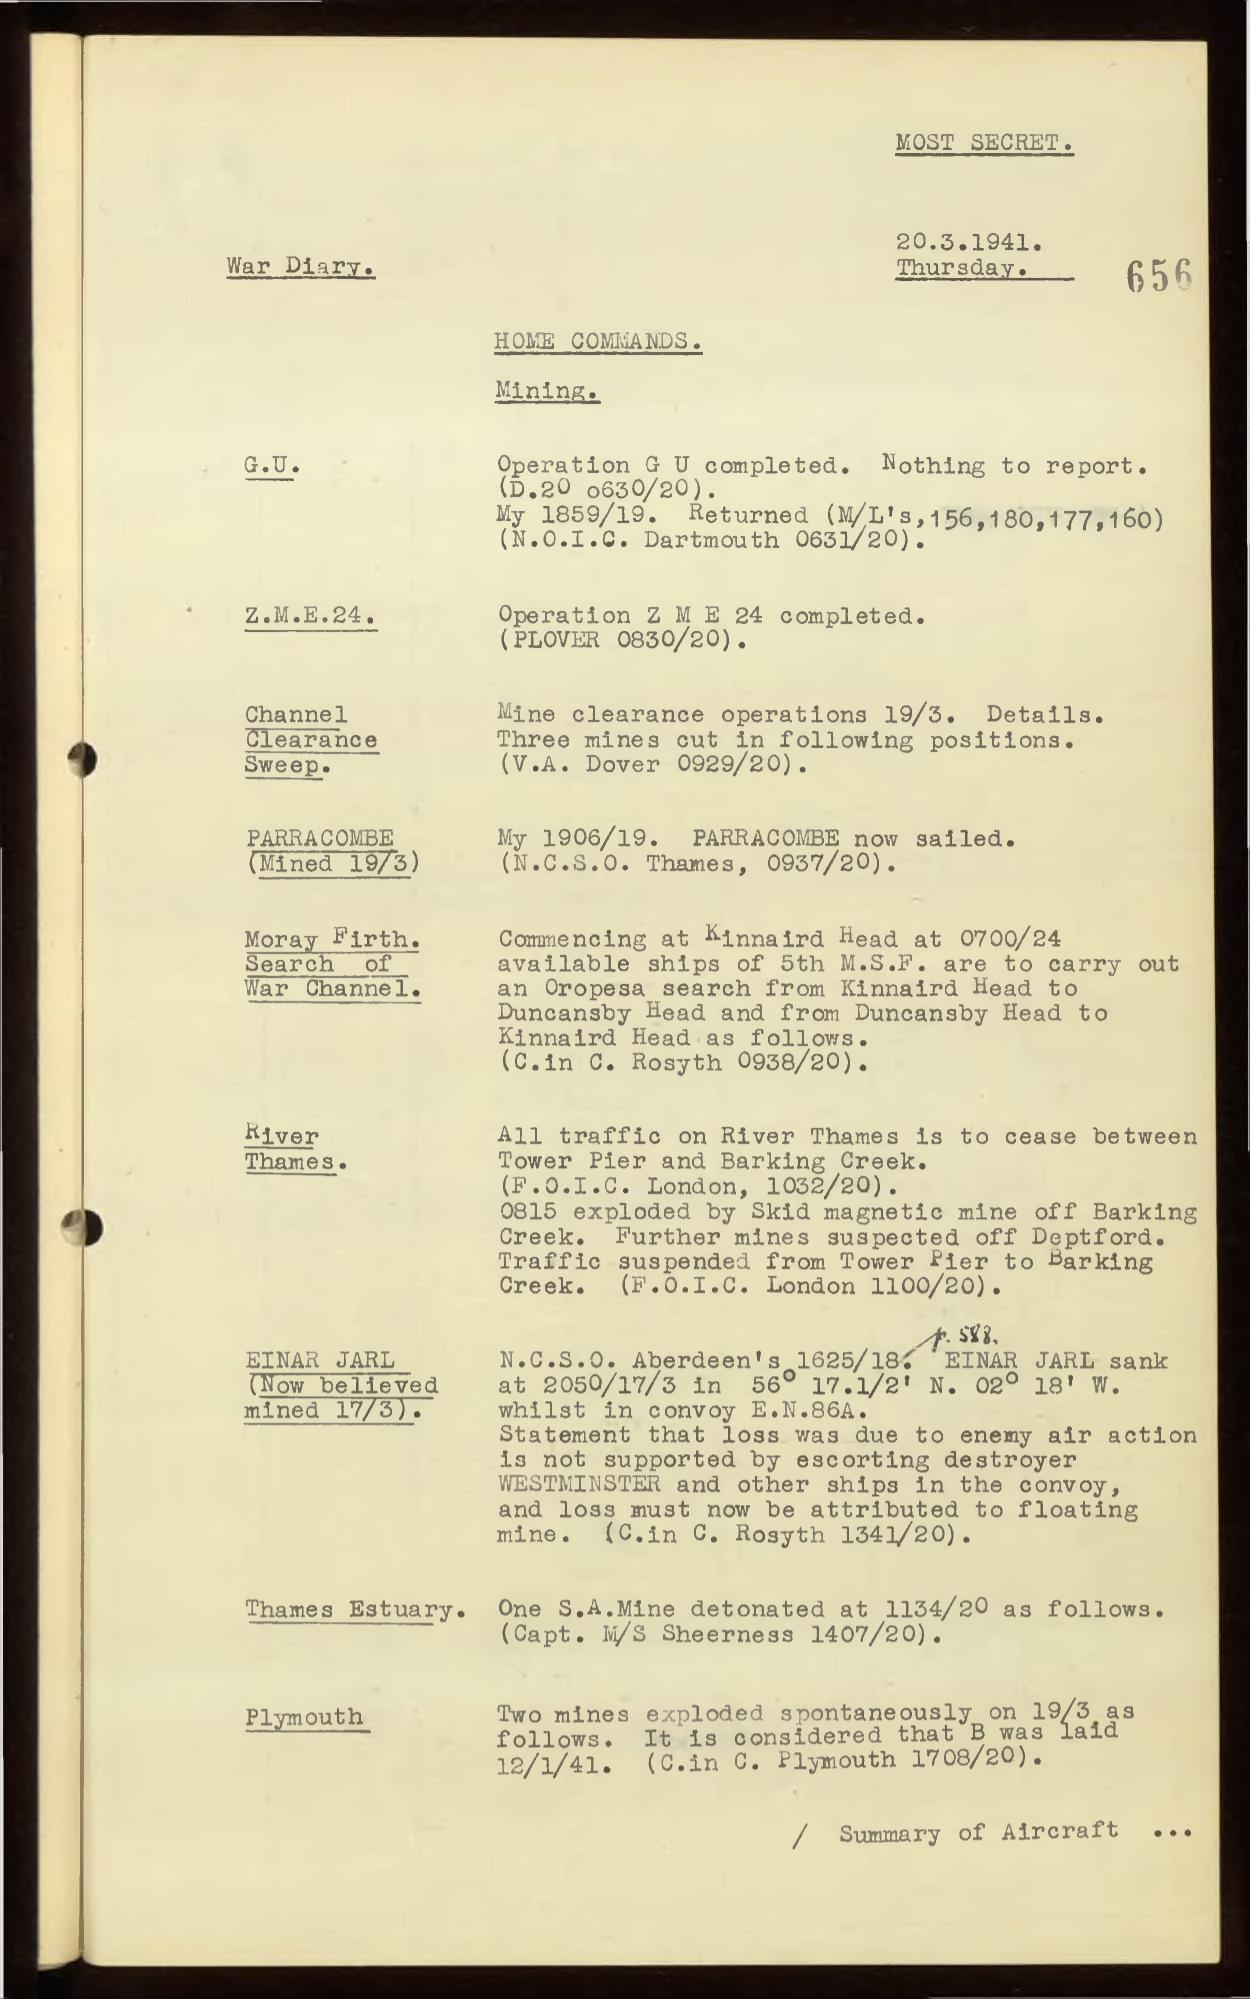 MOST SECRET.
20.3.1941.
War Diary.
Thursday.
656
HOME COMMANDS.
Mining.
G.U.
Operation G U completed. Nothing to report.
(D.20 o630/20).
My 1859/19. Returned (M/L's,156,180,177,160)
(N.O.I.C. Dartmouth 0631/20).
Z.M.E.24.
Operation Z M E 24 completed.
(PLOVER 0830/20).
Channel
Clearance
Sweep.
Mine clearance operations 19/3. Details.
Three mines cut in following positions.
(V.A. Dover 0929/20).
PARRACOMBE
(Mined 19/3)
My 1906/19. PARRACOMBE now sailed.
(N.C.S.O. Thames, 0937/20).
Moray Firth.
Search of
War Channel.
Commencing at Kinnaird Head at 0700/24
available ships of 5th M.S.F. are to carry out
an Oropesa search from Kinnaird Head to
Duncansby Head and from Duncansby Head to
Kinnaird Head as follows.
(C.in C. Rosyth 0938/20).
River
Thames.
All traffic on River Thames is to cease between
Tower Pier and Barking Creek.
(F.O.I.C. London, 1032/20).
0815 exploded by Skid magnetic mine off Barking
Creek. Further mines suspected off Deptford.
Traffic suspended from Tower Pier to Barking
Creek. (F.O.I.C. London 1100/20).
p. 588.
EINAR JARL
(Now believed
mined 17/3).
N.C.S.O. Aberdeen's 1625/18. EINAR JARL sank
at 2050/17/3 in 56° 17.1/2' N. 02° 18' W.
whilst in convoy E.N.86A.
Statement that loss was due to enemy air action
is not supported by escorting destroyer
WESTMINSTER and other ships in the convoy,
and loss must now be attributed to floating
mine. (C.in C. Rosyth 1341/20).
Thames Estuary.
One S.A.Mine detonated at 1134/20 as follows.
(Capt. M/S Sheerness 1407/20).
Plymouth
Two mines exploded spontaneously on 19/3 as
follows. It is considered that B was laid
12/1/41. (C.in C. Plymouth 1708/20).
/ Summary of Aircraft ...